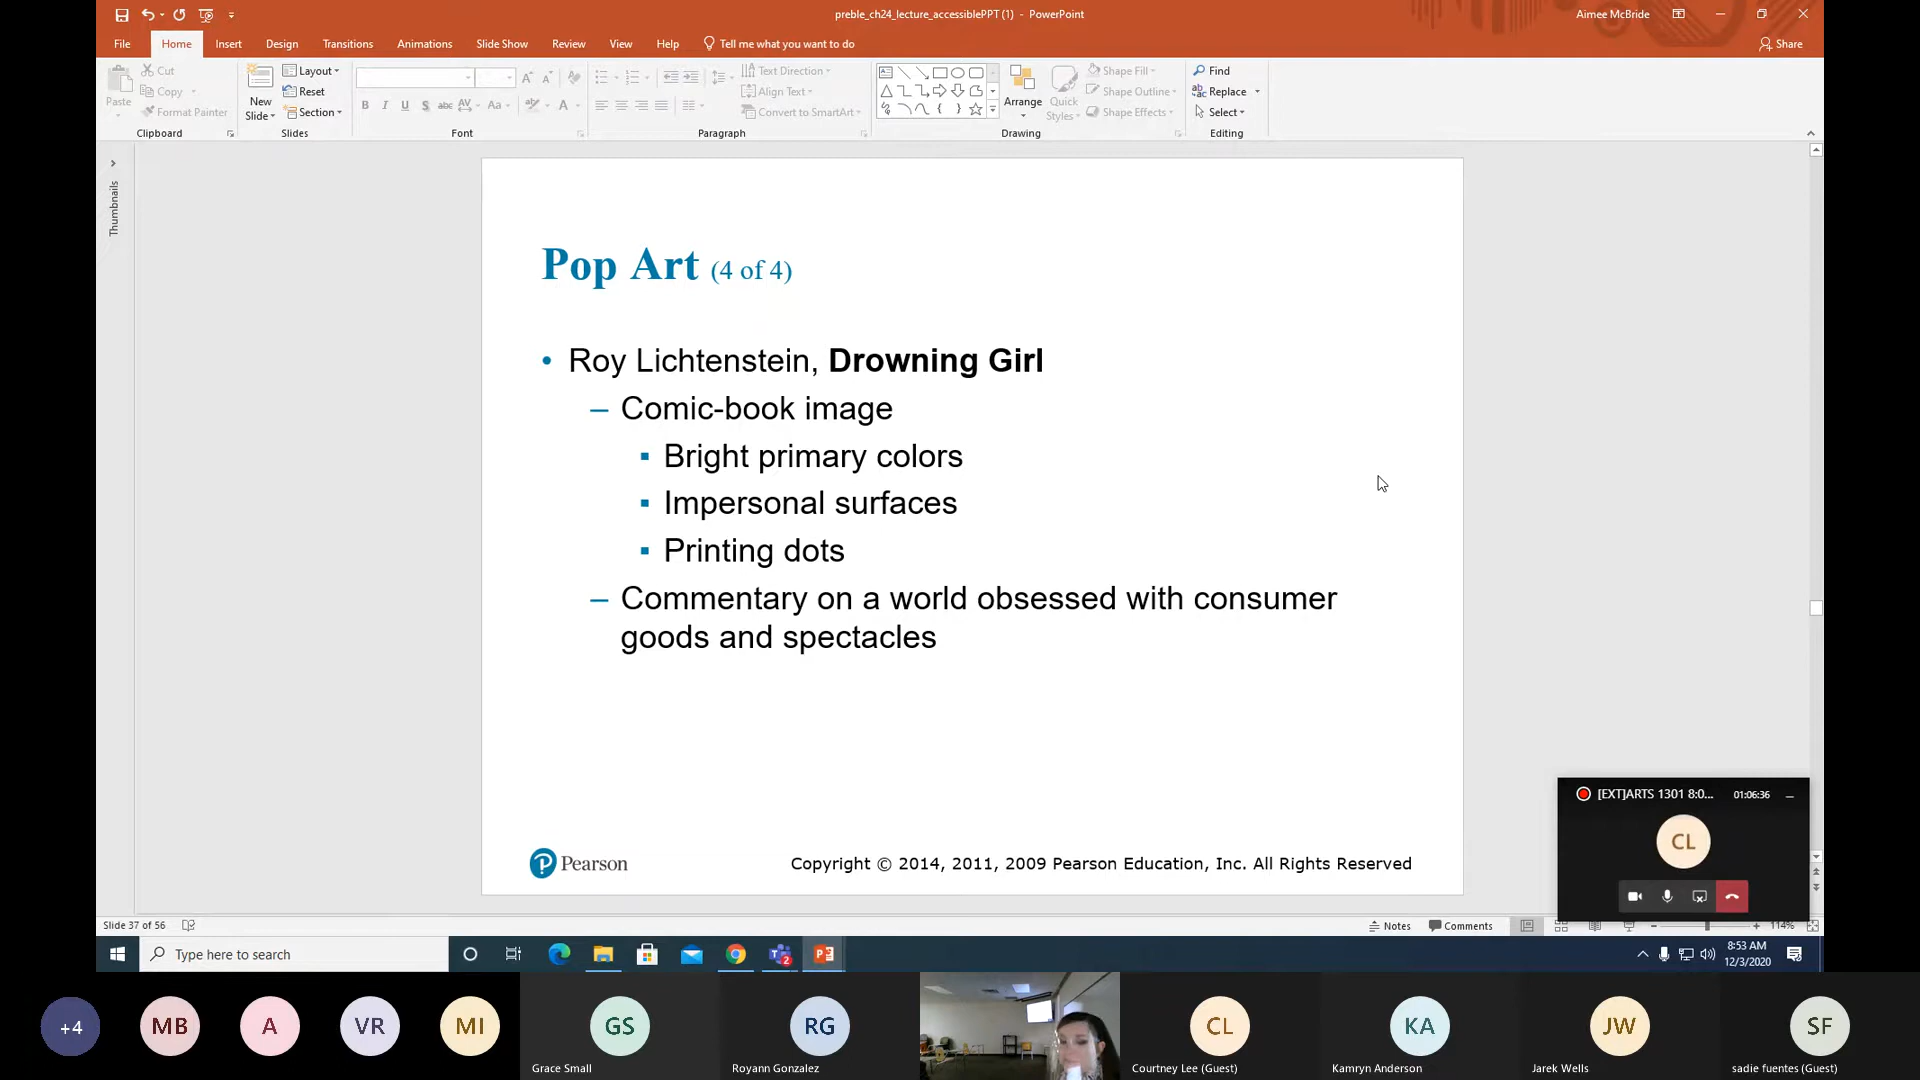 preble_ch24_lecture_accessiblePPT (1) - PowerPoint
Aimee McBride
File Home Insert Design Transitions Animations Slide Show Review View Help Tell me what you want to do
Share
Paste
Cut
Copy
Format Painter
Clipboard
New
Slide
Layout
Reset
Section
Slides
B I U S abc AV Aa A
Font
Paragraph
Text Direction
Align Text
Convert to SmartArt
Arrange
Quick
Styles
Shape Fill
Shape Outline
Shape Effects
Drawing
Find
Replace
Select
Editing
Thumbnails
Pop Art (4 of 4)
• Roy Lichtenstein, Drowning Girl
– Comic-book image
▪ Bright primary colors
▪ Impersonal surfaces
▪ Printing dots
– Commentary on a world obsessed with consumer
goods and spectacles
Pearson
Copyright © 2014, 2011, 2009 Pearson Education, Inc. All Rights Reserved
[EXT]ARTS 1301 8:0... 01:06:36
CL
Slide 37 of 56
Notes Comments 114%
Type here to search
8:53 AM
12/3/2020
+4 MB A VR MI GS RG CL KA JW SF
Grace Small Royann Gonzalez Courtney Lee (Guest) Kamryn Anderson Jarek Wells sadie fuentes (Guest)